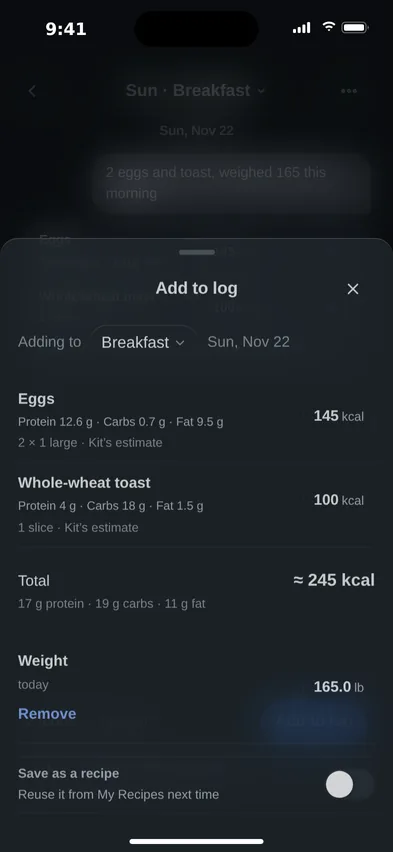 9:41
Sun · Breakfast
Sun, Nov 22
2 eggs and toast, weighed 165 this
morning
Eggs
Add to log
Adding to Breakfast Sun, Nov 22
Eggs
145 kcal
Protein 12.6 g · Carbs 0.7 g · Fat 9.5 g
2 × 1 large · Kit's estimate
Whole-wheat toast
100 kcal
Protein 4 g · Carbs 18 g · Fat 1.5 g
1 slice · Kit's estimate
Total ≈ 245 kcal
17 g protein · 19 g carbs · 11 g fat
Weight
today
165.0 lb
Remove
Save as a recipe
Reuse it from My Recipes next time